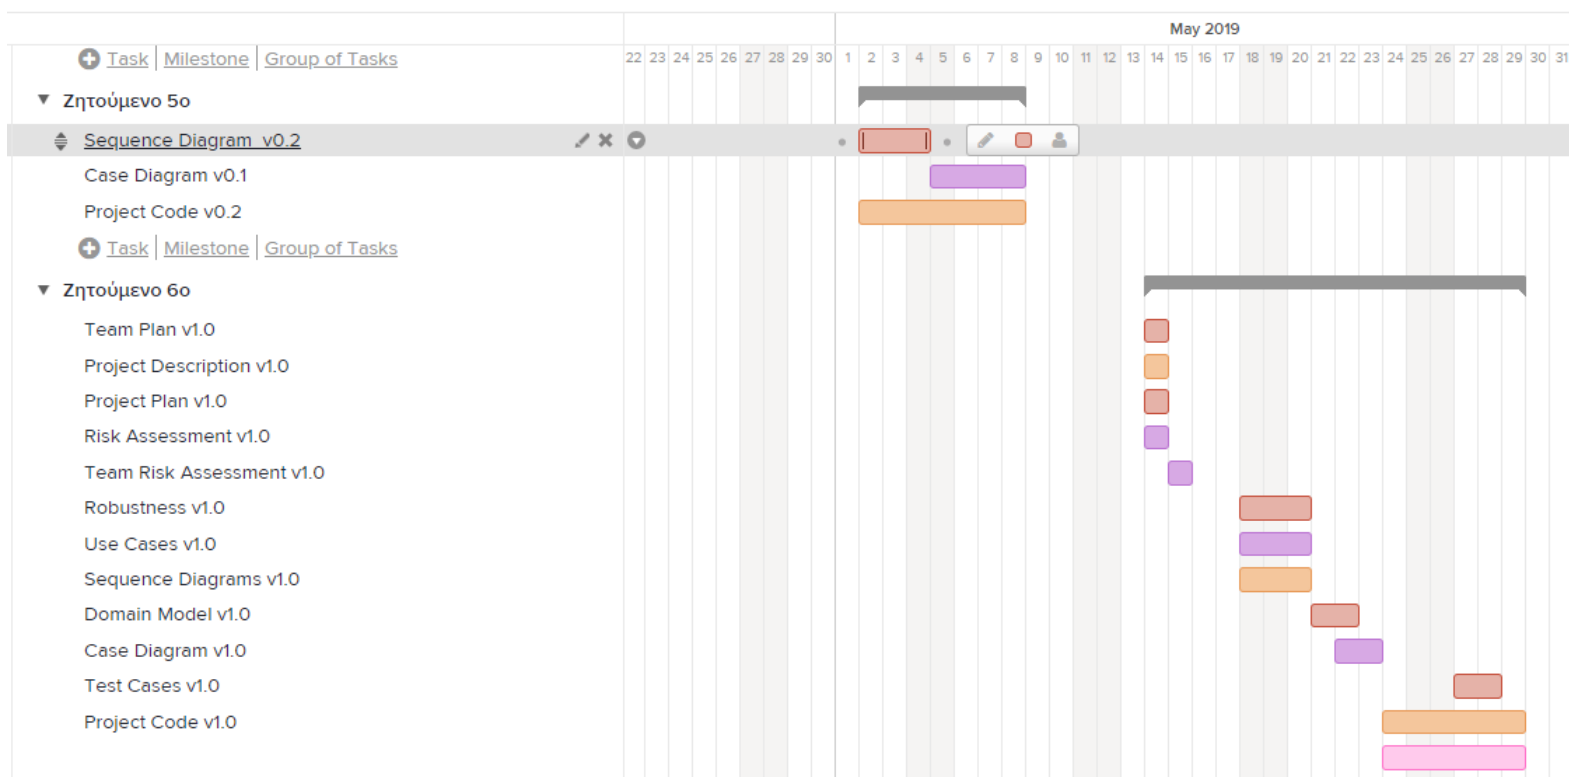 May 2019
Task Milestone Group of Tasks 22 23 24 25 26 27 28 29 30 1 2 3 4 5 6 7 8 9 10 11 12 13 14 15 16 17 18 19 20 21 22 23 24 25 26 27 28 29 30 31
Ζητούμενο 5ο
Sequence Diagram v0.2
Case Diagram v0.1
Project Code v0.2
Task Milestone Group of Tasks
Ζητούμενο 6ο
Team Plan v1.0
Project Description v1.0
Project Plan v1.0
Risk Assessment v1.0
Team Risk Assessment v1.0
Robustness v1.0
Use Cases v1.0
Sequence Diagrams v1.0
Domain Model v1.0
Case Diagram v1.0
Test Cases v1.0
Project Code v1.0